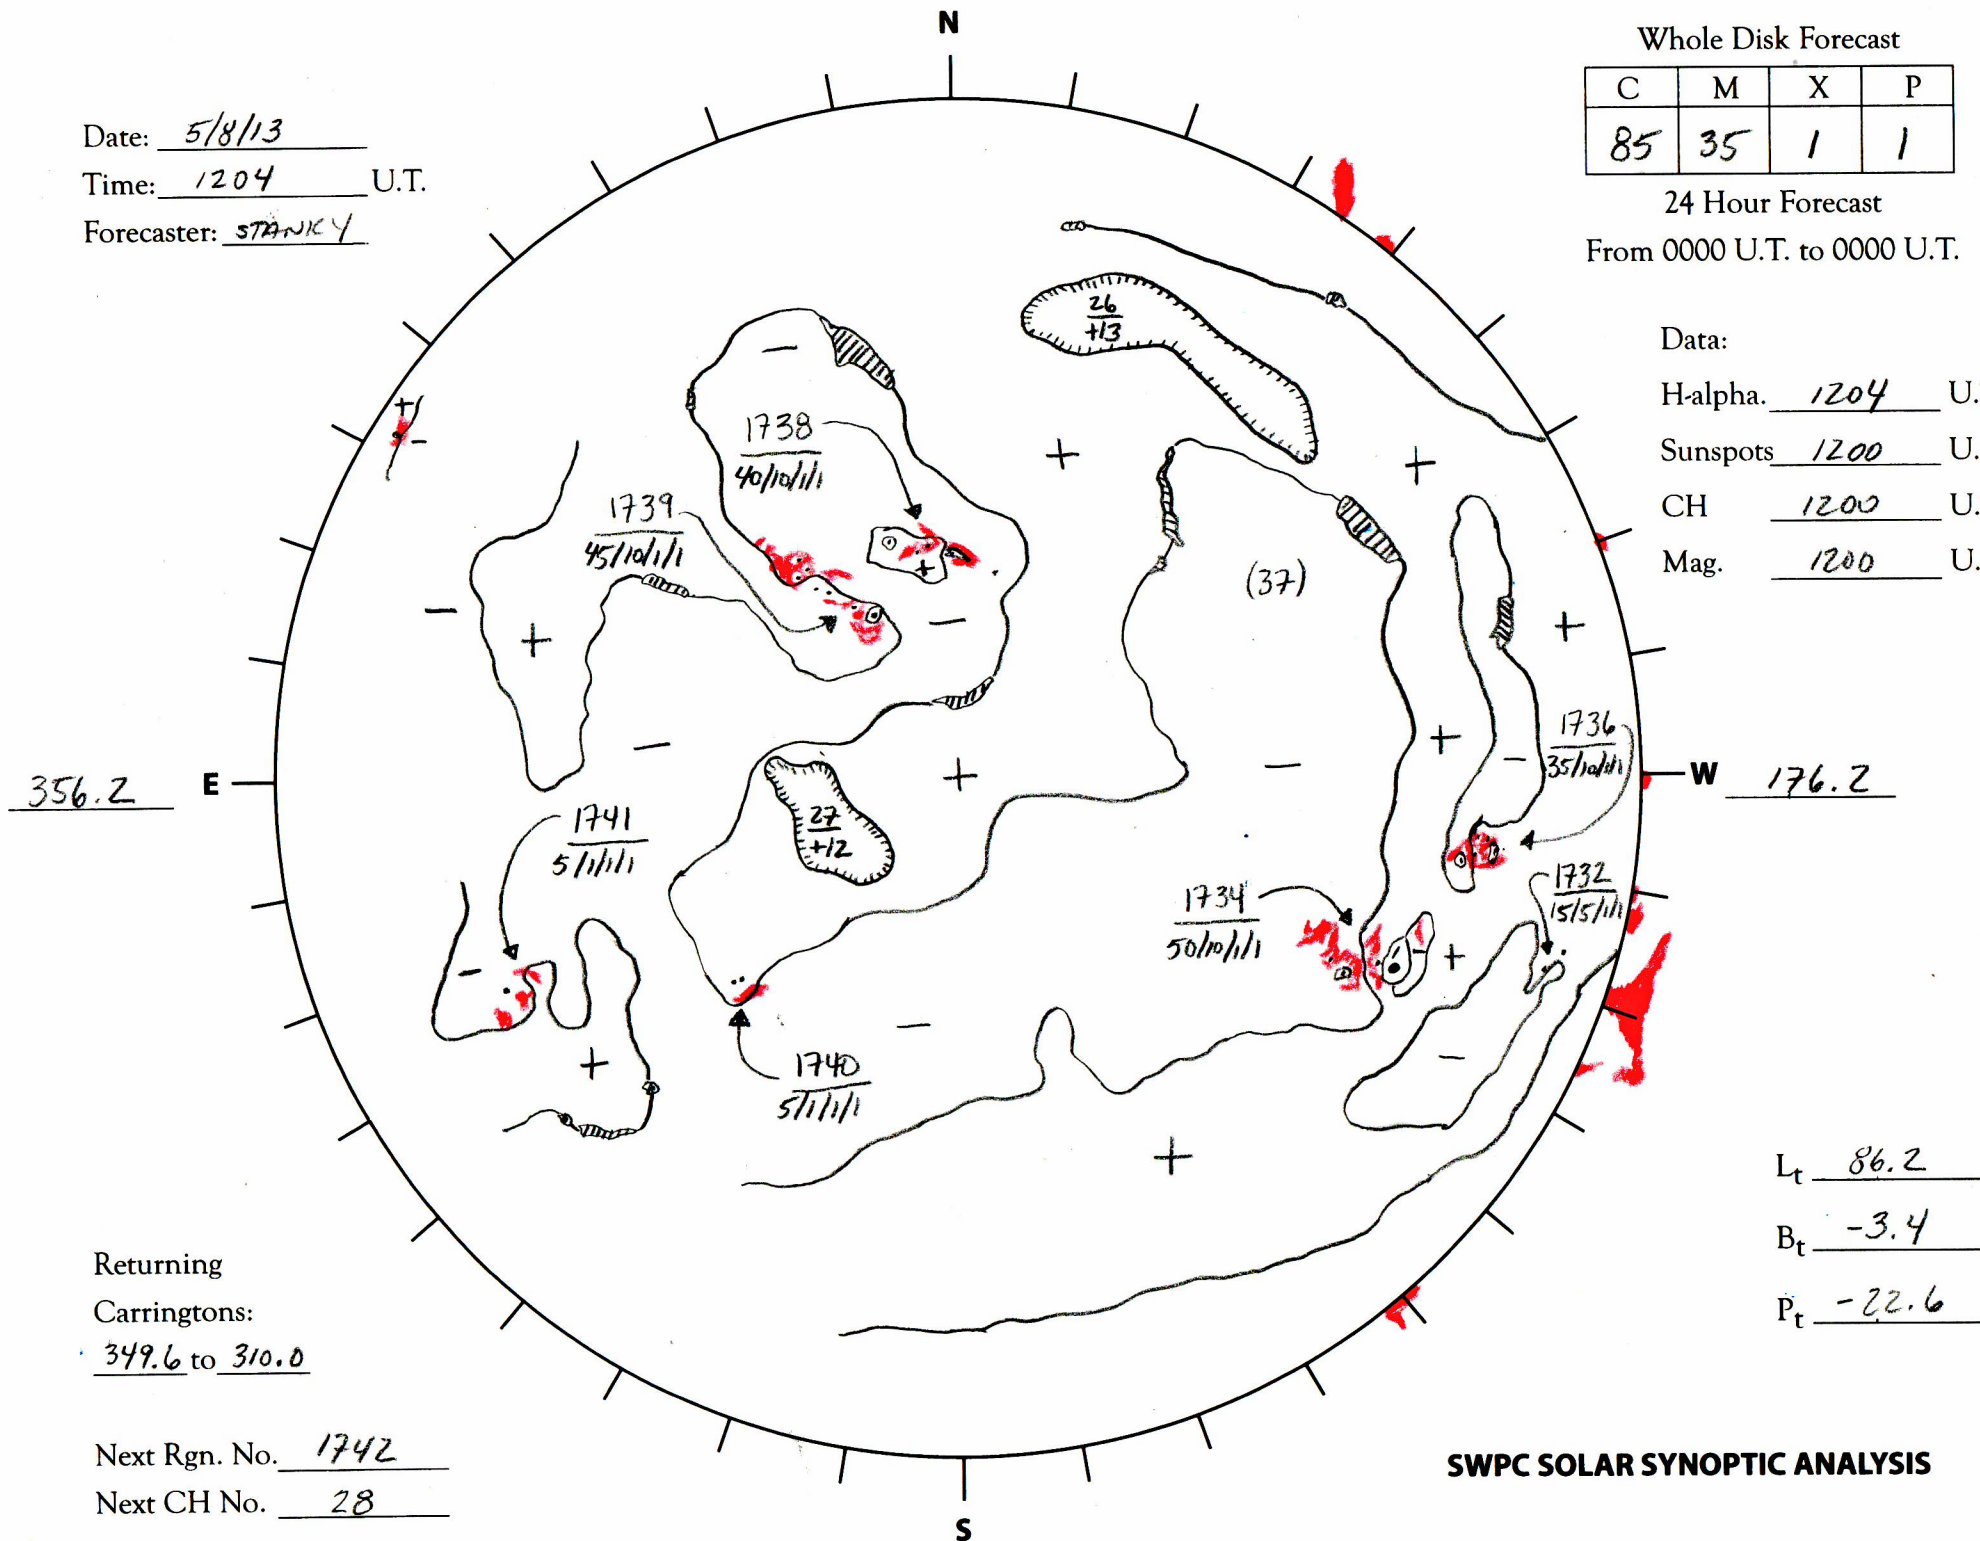 N
Whole Disk Forecast
C M X P
85 35 1 1
24 Hour Forecast
From 0000 U.T. to 0000 U.T.
Date: 5/8/13
Time: 1204 U.T.
Forecaster: STANKY
Data:
H-alpha. 1204 U.
Sunspots 1200 U.
CH 1200 U.
Mag. 1200 U.
26
+13
1738
40/10/1/1
1739
45/10/1/1
(37)
1736
35/10/1/1
356.2 E
W 176.2
27
+12
1741
5/1/1/1
1732
15/5/1/1
1734
50/10/1/1
1740
5/1/1/1
Lt 86.2
Bt -3.4
Pt -22.6
Returning
Carringtons:
349.6 to 310.0
Next Rgn. No. 1742
Next CH No. 28
SWPC SOLAR SYNOPTIC ANALYSIS
S